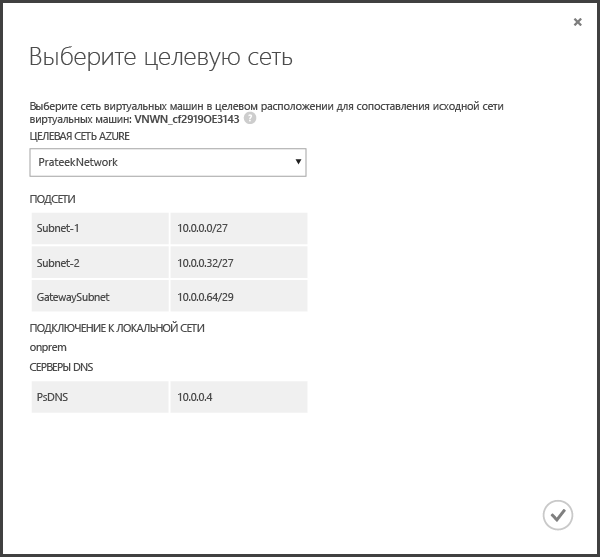 Выберите целевую сеть
Выберите сеть виртуальных машин в целевом расположении для сопоставления исходной сети
виртуальных машин: VNWN_cf2919OE3143 ?
ЦЕЛЕВАЯ СЕТЬ AZURE
PrateekNetwork
ПОДСЕТИ
Subnet-1 10.0.0.0/27
Subnet-2 10.0.0.32/27
GatewaySubnet 10.0.0.64/29
ПОДКЛЮЧЕНИЕ К ЛОКАЛЬНОЙ СЕТИ
onprem
СЕРВЕРЫ DNS
PsDNS 10.0.0.4